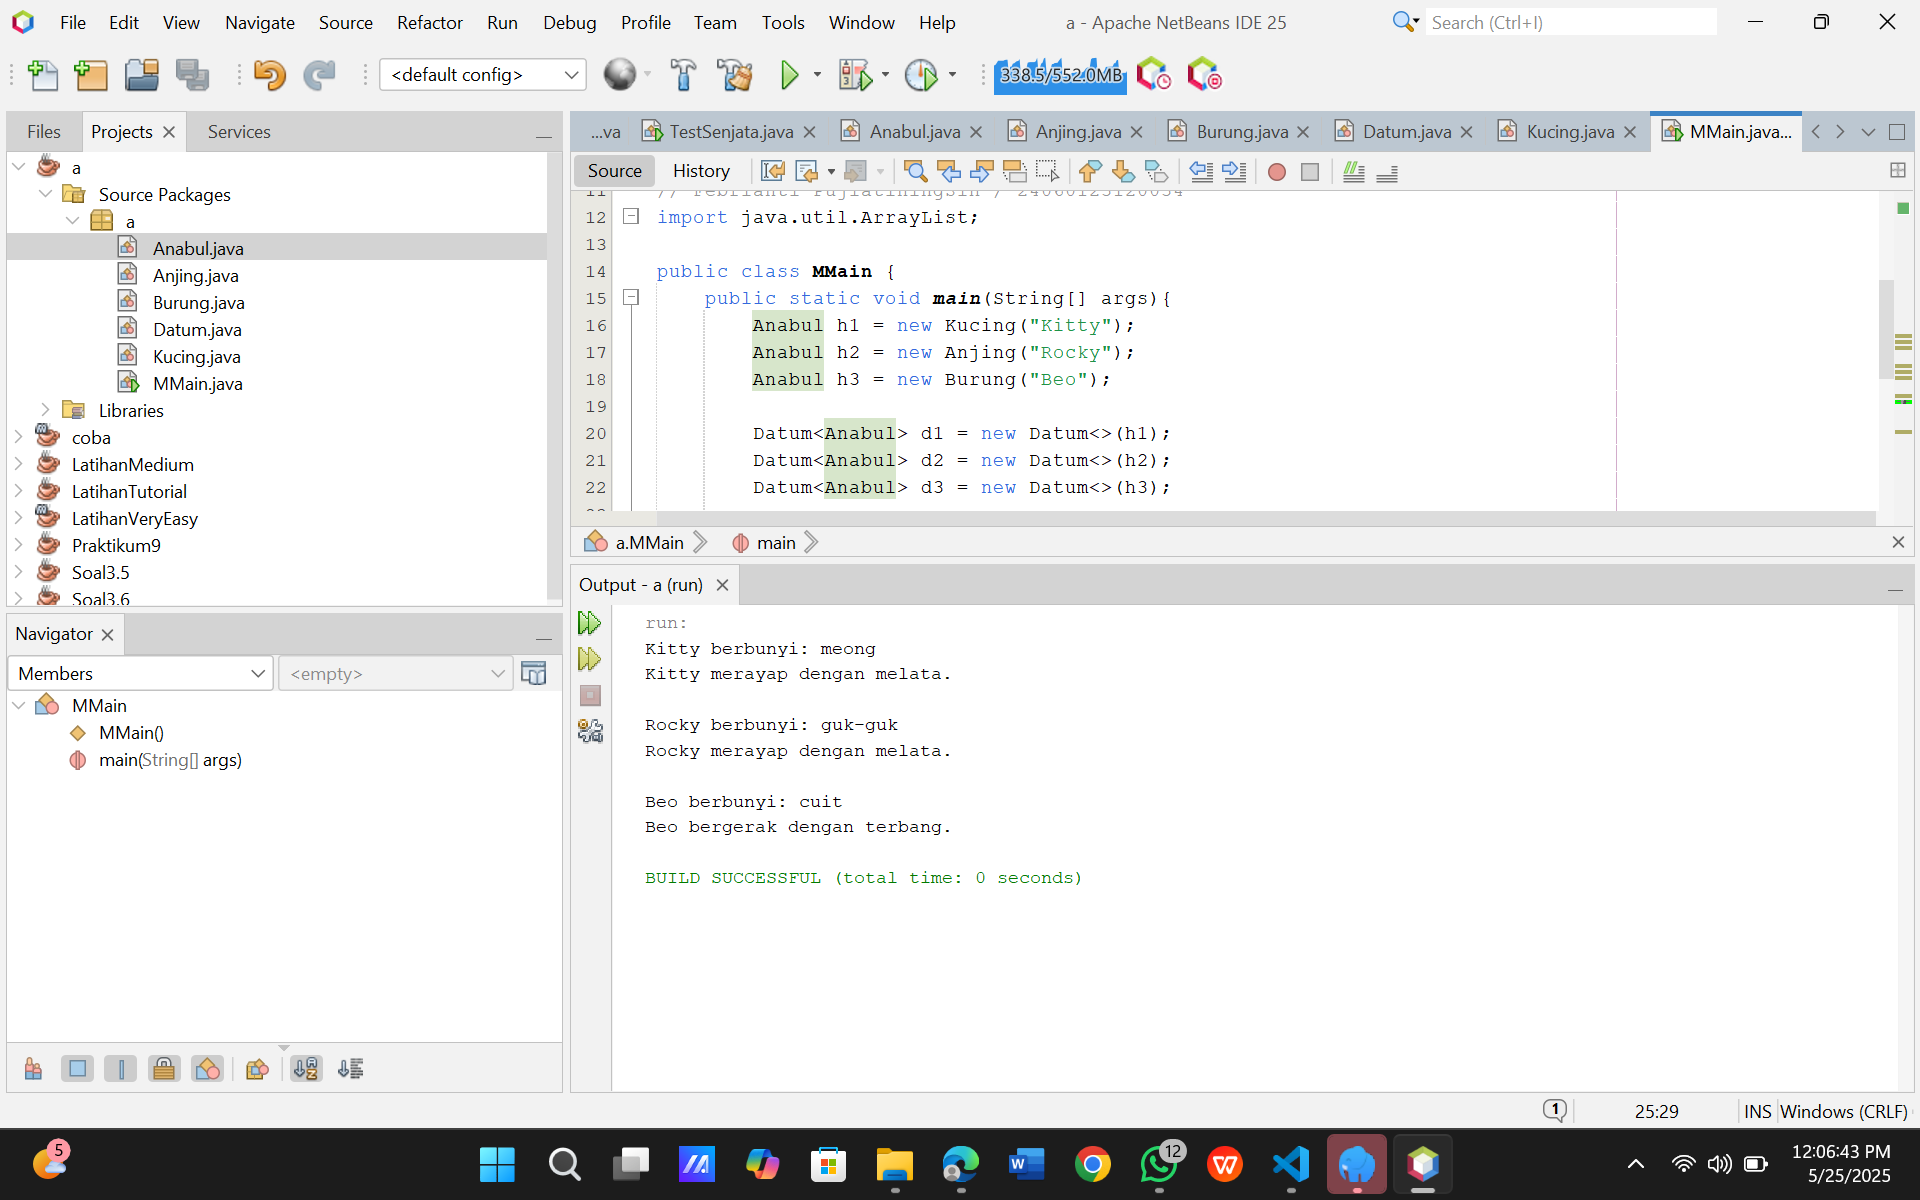 File Edit View Navigate Source Refactor Run Debug Profile Team Tools Window Help
a - Apache NetBeans IDE 25
Search (Ctrl+I)
<default config>
338.5/552.0MB
Files Projects Services
a
Source Packages
a
Anabul.java
Anjing.java
Burung.java
Datum.java
Kucing.java
MMain.java
Libraries
coba
LatihanMedium
LatihanTutorial
LatihanVeryEasy
Praktikum9
Soal3.5
Soal3.6
Navigator
Members
<empty>
MMain
MMain()
main(String[] args)
...va TestSenjata.java Anabul.java Anjing.java Burung.java Datum.java Kucing.java MMain.java...
Source History
12 import java.util.ArrayList;
13
14 public class MMain {
15 public static void main(String[] args){
16 Anabul h1 = new Kucing("Kitty");
17 Anabul h2 = new Anjing("Rocky");
18 Anabul h3 = new Burung("Beo");
19
20 Datum<Anabul> d1 = new Datum<>(h1);
21 Datum<Anabul> d2 = new Datum<>(h2);
22 Datum<Anabul> d3 = new Datum<>(h3);
a.MMain main
Output - a (run)
run:
Kitty berbunyi: meong
Kitty merayap dengan melata.
Rocky berbunyi: guk-guk
Rocky merayap dengan melata.
Beo berbunyi: cuit
Beo bergerak dengan terbang.
BUILD SUCCESSFUL (total time: 0 seconds)
1
25:29
INS
Windows (CRLF)
5
12
12:06:43 PM
5/25/2025